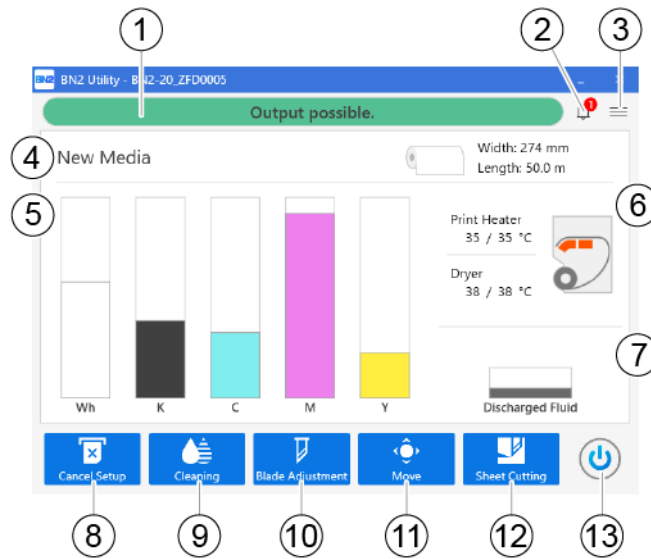 1
2
3
BN2 BN2 Utility - BN2-20_ZFD0005
Output possible.
1
4
New Media
Width: 274 mm
Length: 50.0 m
5
6
Print Heater
35 / 35 °C
Dryer
38 / 38 °C
7
Wh K C M Y
Discharged Fluid
Cancel Setup Cleaning Blade Adjustment Move Sheet Cutting
8 9 10 11 12 13